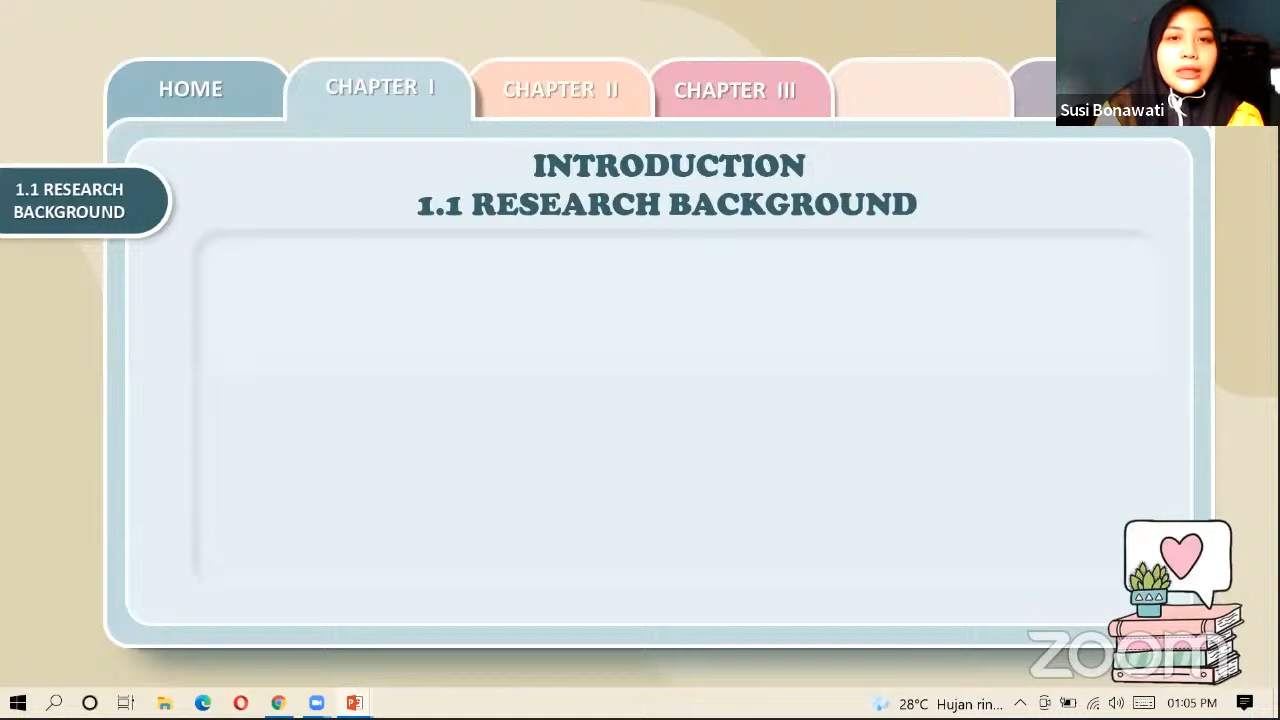 HOME
CHAPTER I
CHAPTER II
CHAPTER III
Susi Bonawati
INTRODUCTION
1.1 RESEARCH BACKGROUND
1.1 RESEARCH
BACKGROUND
zoom
28°C Hujan rin... 01:05 PM